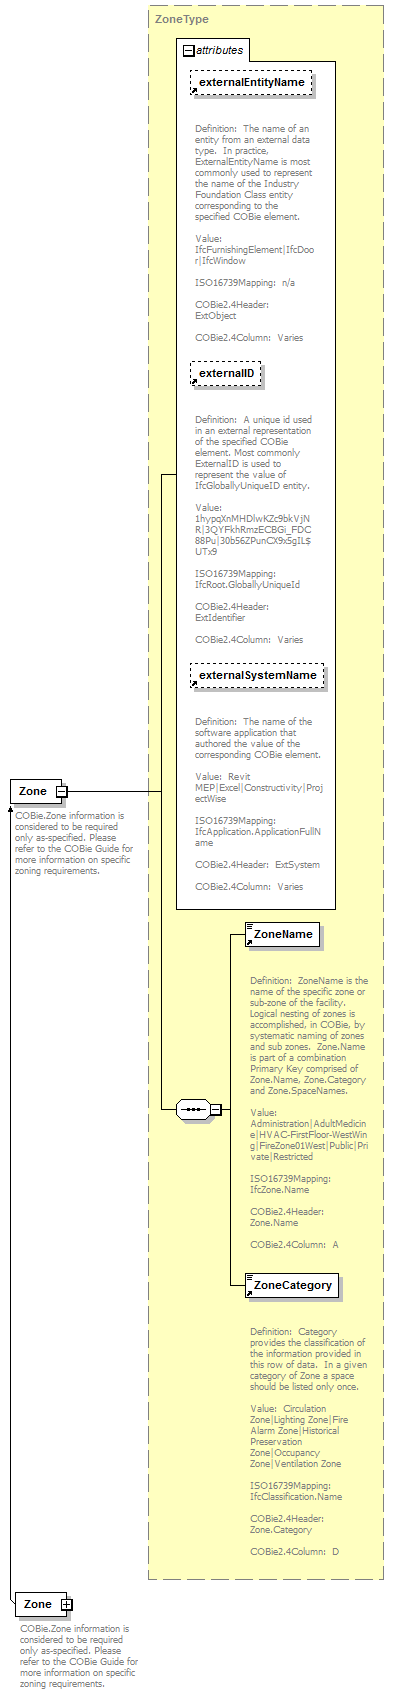 ZoneType
attributes
externalEntityName
Definition:  The name of an
entity from an external data
type.  In practice,
ExternalEntityName is most
commonly used to represent
the name of the Industry
Foundation Class entity
corresponding to the
specified COBie element.
Value:
IfcFurnishingElement|IfcDoo
r|IfcWindow
ISO16739Mapping:  n/a
COBie2.4Header:
ExtObject
COBie2.4Column:  Varies
externalID
Definition:  A unique id used
in an external representation
of the specified COBie
element. Most commonly
ExternalID is used to
represent the value of
IfcGloballyUniqueID entity.
Value:
1hypqXnMHDlwKZc9bkVjN
R|3QYFkhRmzECBGi_FDC
88Pu|30b56ZPunCX9xSgIL$
UTx9
ISO16739Mapping:
IfcRoot.GloballyUniqueId
COBie2.4Header:
ExtIdentifier
COBie2.4Column:  Varies
externalSystemName
Definition:  The name of the
software application that
authored the value of the
corresponding COBie element.
Value:  Revit
MEP|Excel|Constructivity|Proj
ectWise
ISO16739Mapping:
IfcApplication.ApplicationFullN
ame
COBie2.4Header:  ExtSystem
COBie2.4Column:  Varies
Zone
COBie.Zone information is
considered to be required
only as-specified. Please
refer to the COBie Guide for
more information on specific
zoning requirements.
ZoneName
Definition:  ZoneName is the
name of the specific zone or
sub-zone of the facility.
Logical nesting of zones is
accomplished, in COBie, by
systematic naming of zones
and sub zones.  Zone.Name
is part of a combination
Primary Key comprised of
Zone.Name, Zone.Category
and Zone.SpaceNames.
Value:
Administration|AdultMedicin
e|HVAC-FirstFloor-WestWin
g|FireZone01West|Public|Pri
vate|Restricted
ISO16739Mapping:
IfcZone.Name
COBie2.4Header:
Zone.Name
COBie2.4Column:  A
ZoneCategory
Definition:  Category
provides the classification of
the information provided in
this row of data.  In a given
category of Zone a space
should be listed only once.
Value:  Circulation
Zone|Lighting Zone|Fire
Alarm Zone|Historical
Preservation
Zone|Occupancy
Zone|Ventilation Zone
ISO16739Mapping:
IfcClassification.Name
COBie2.4Header:
Zone.Category
COBie2.4Column:  D
Zone
COBie.Zone information is
considered to be required
only as-specified. Please
refer to the COBie Guide for
more information on specific
zoning requirements.